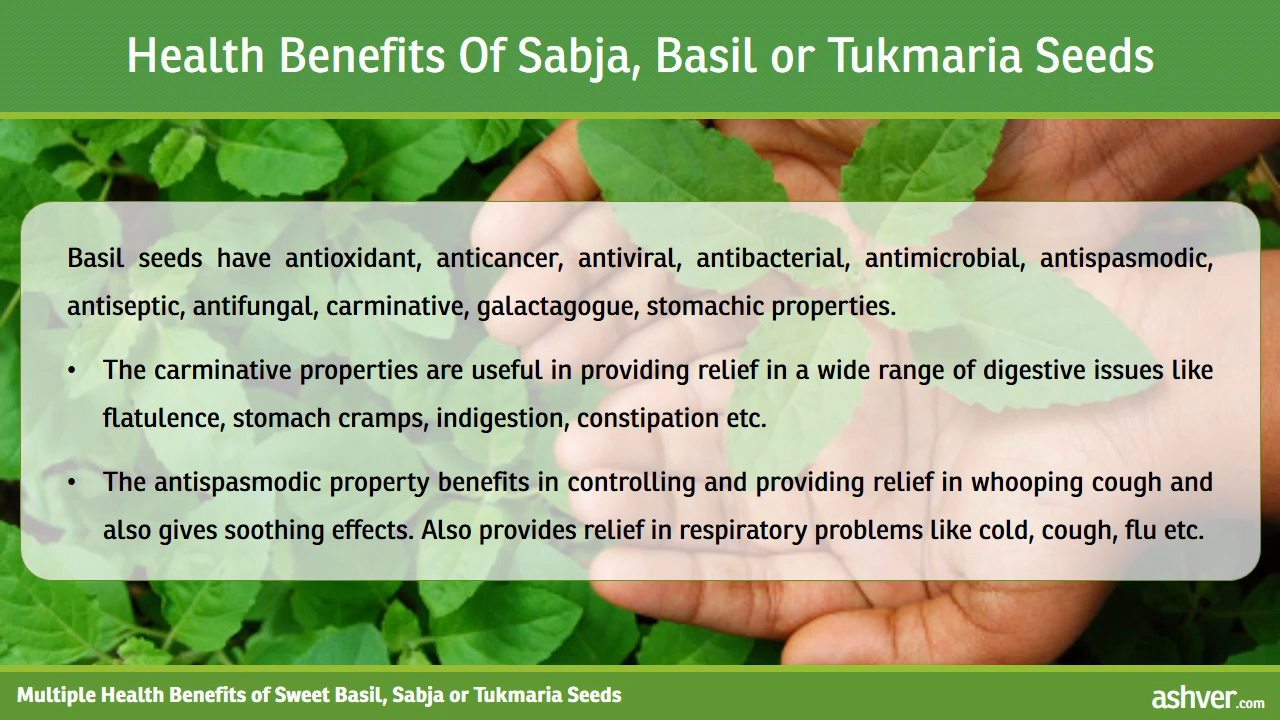 Health Benefits Of Sabja, Basil or Tukmaria Seeds
Basil seeds have antioxidant, anticancer, antiviral, antibacterial, antimicrobial, antispasmodic,
antiseptic, antifungal, carminative, galactagogue, stomachic properties.
• The carminative properties are useful in providing relief in a wide range of digestive issues like
flatulence, stomach cramps, indigestion, constipation etc.
• The antispasmodic property benefits in controlling and providing relief in whooping cough and
also gives soothing effects. Also provides relief in respiratory problems like cold, cough, flu etc.
Multiple Health Benefits of Sweet Basil, Sabja or Tukmaria Seeds
ashver.com